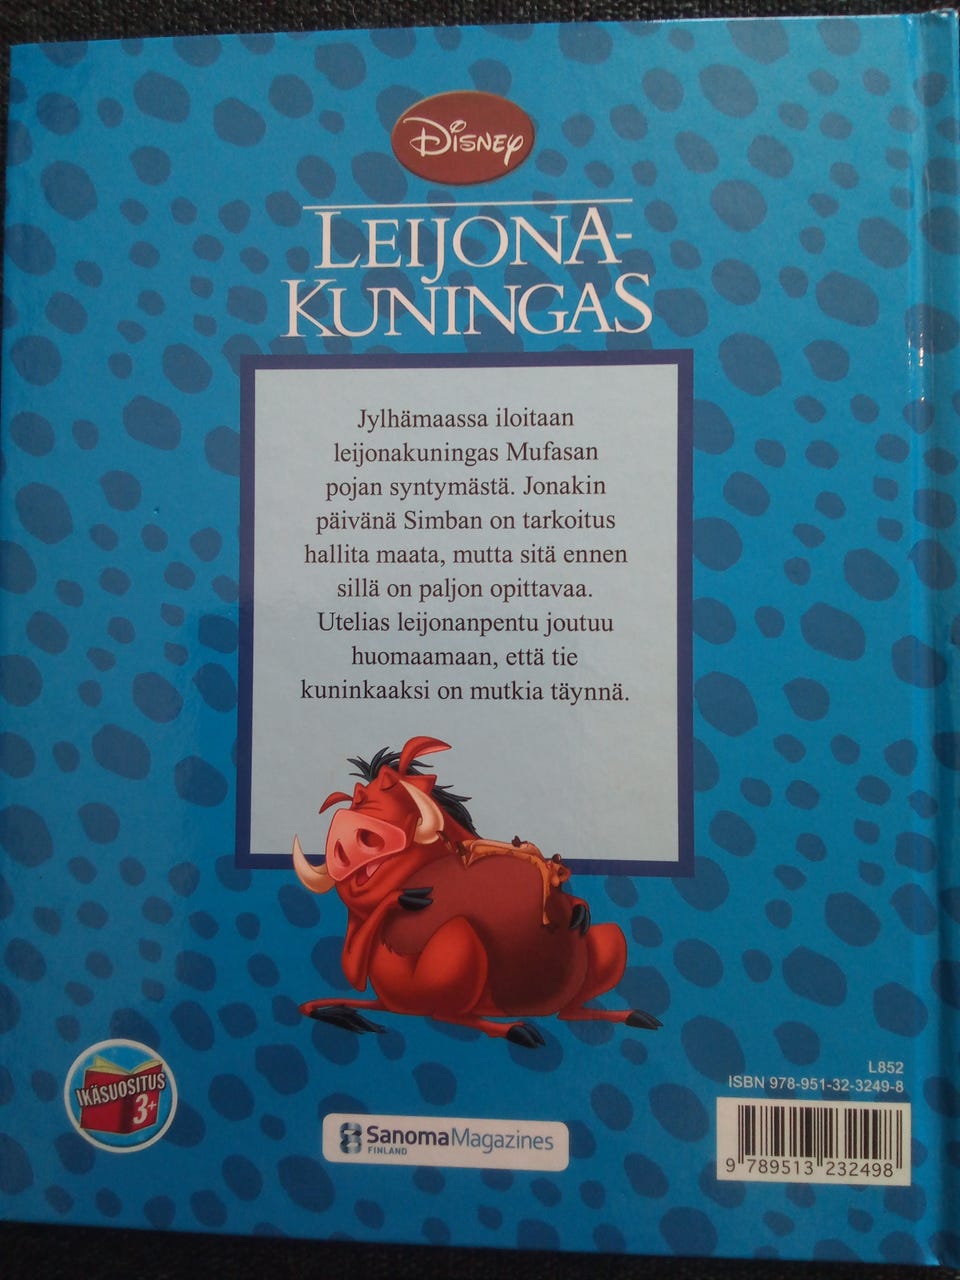 Disney
LEIJONA-
KUNINGAS
Jylhämaassa iloitaan
leijonakuningas Mufasan
pojan syntymästä. Jonakin
päivänä Simban on tarkoitus
hallita maata, mutta sitä ennen
sillä on paljon opittavaa.
Utelias leijonanpentu joutuu
huomaamaan, että tie
kuninkaaksi on mutkia täynnä.
IKÄSUOSITUS
3+
SanomaMagazines
FINLAND
L852
ISBN 978-951-32-3249-8
9 789513 232498